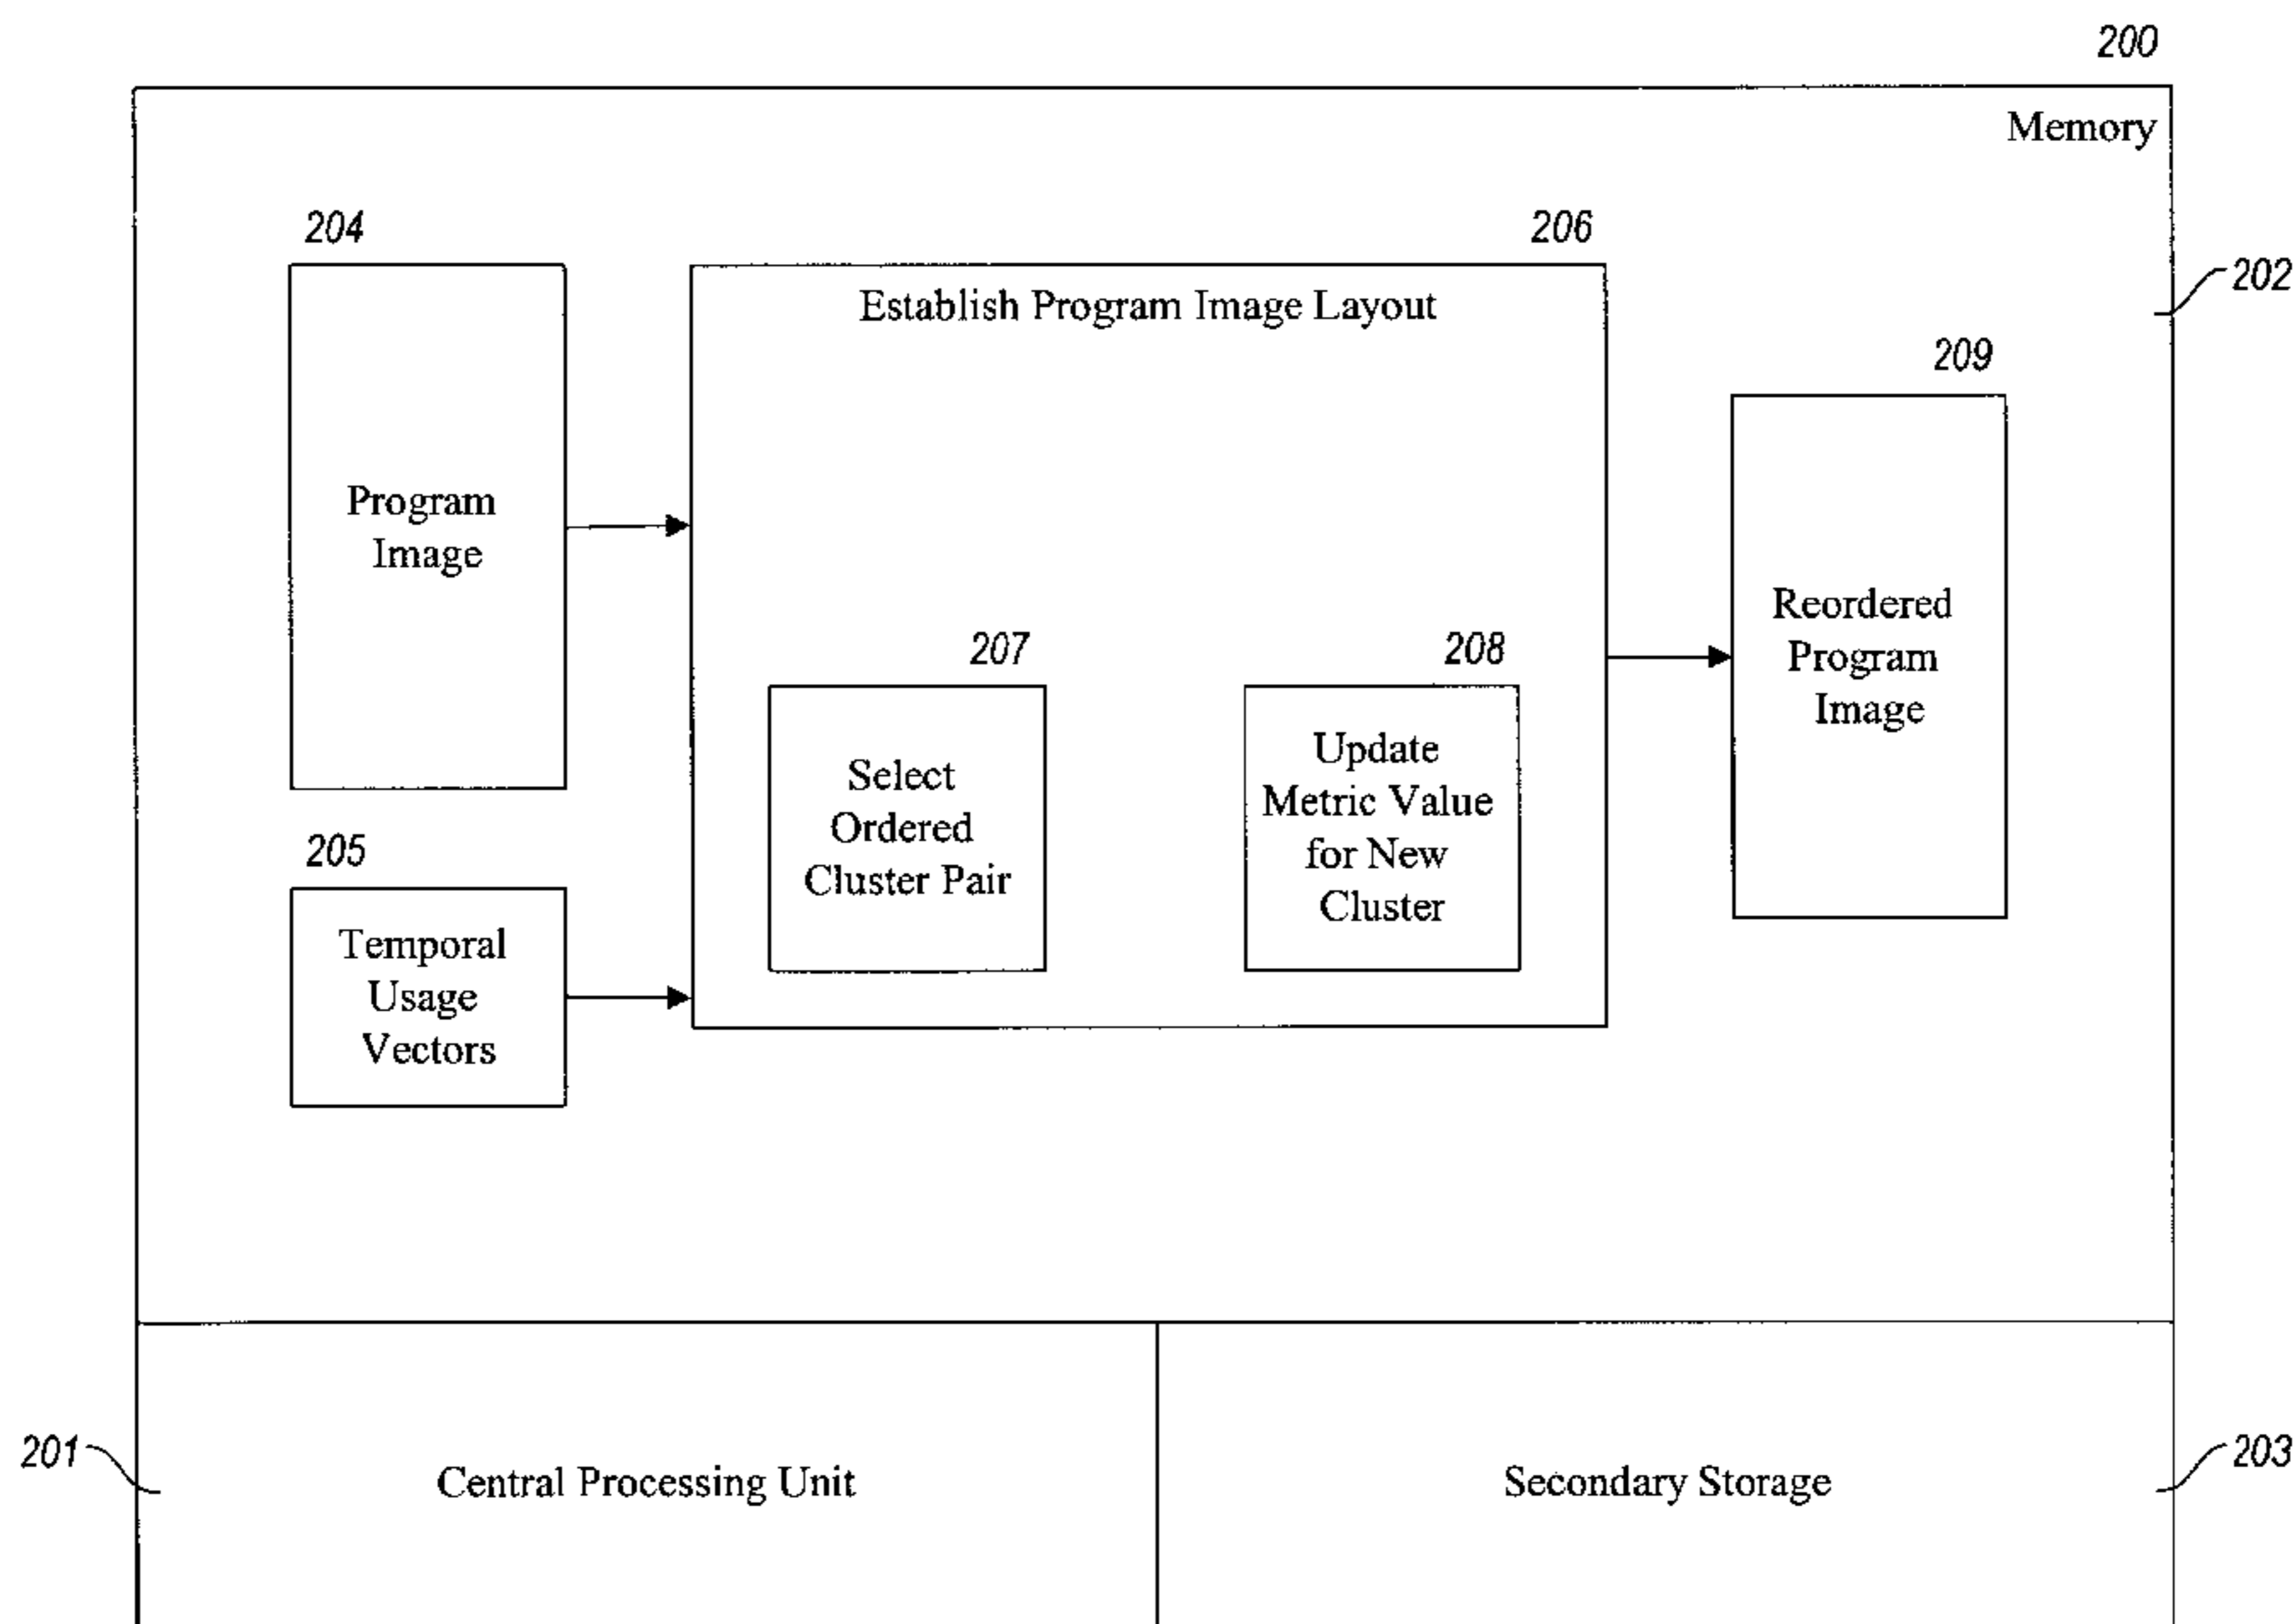 200
Memory
204
206
202
Establish Program Image Layout
209
Program
Image
Reordered
Program
Image
207
208
Select
Ordered
Cluster Pair
Update
Metric Value
for New
Cluster
205
Temporal
Usage
Vectors
201
Central Processing Unit
Secondary Storage
203